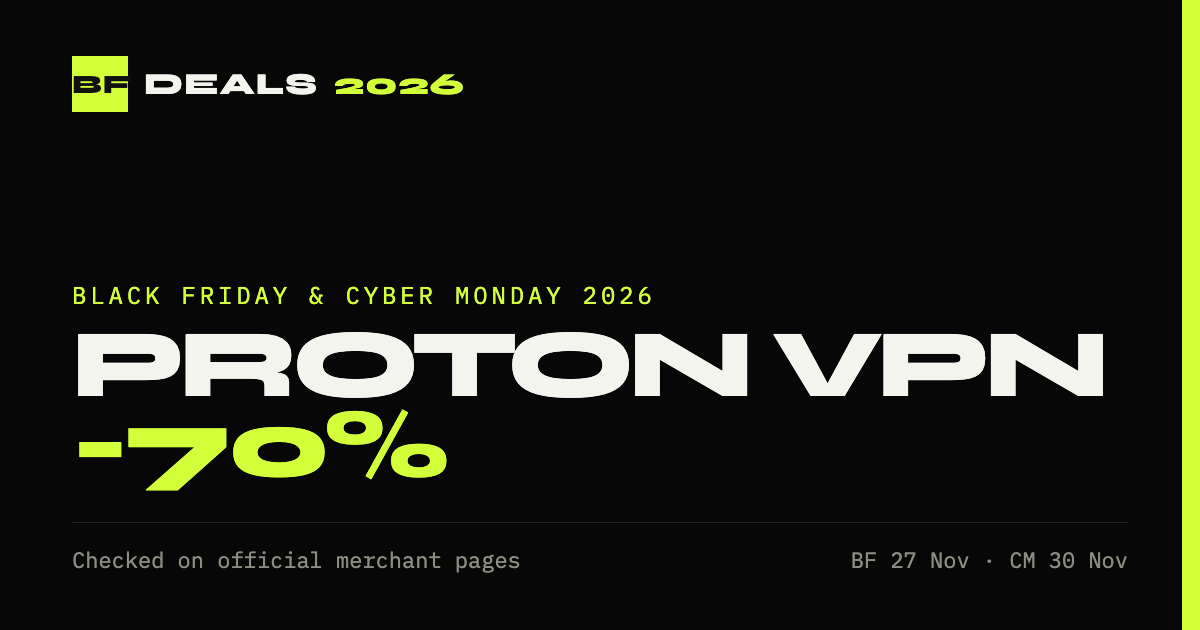 BF DEALS 2026
BLACK FRIDAY & CYBER MONDAY 2026
PROTON VPN
-70%
Checked on official merchant pages
BF 27 Nov · CM 30 Nov